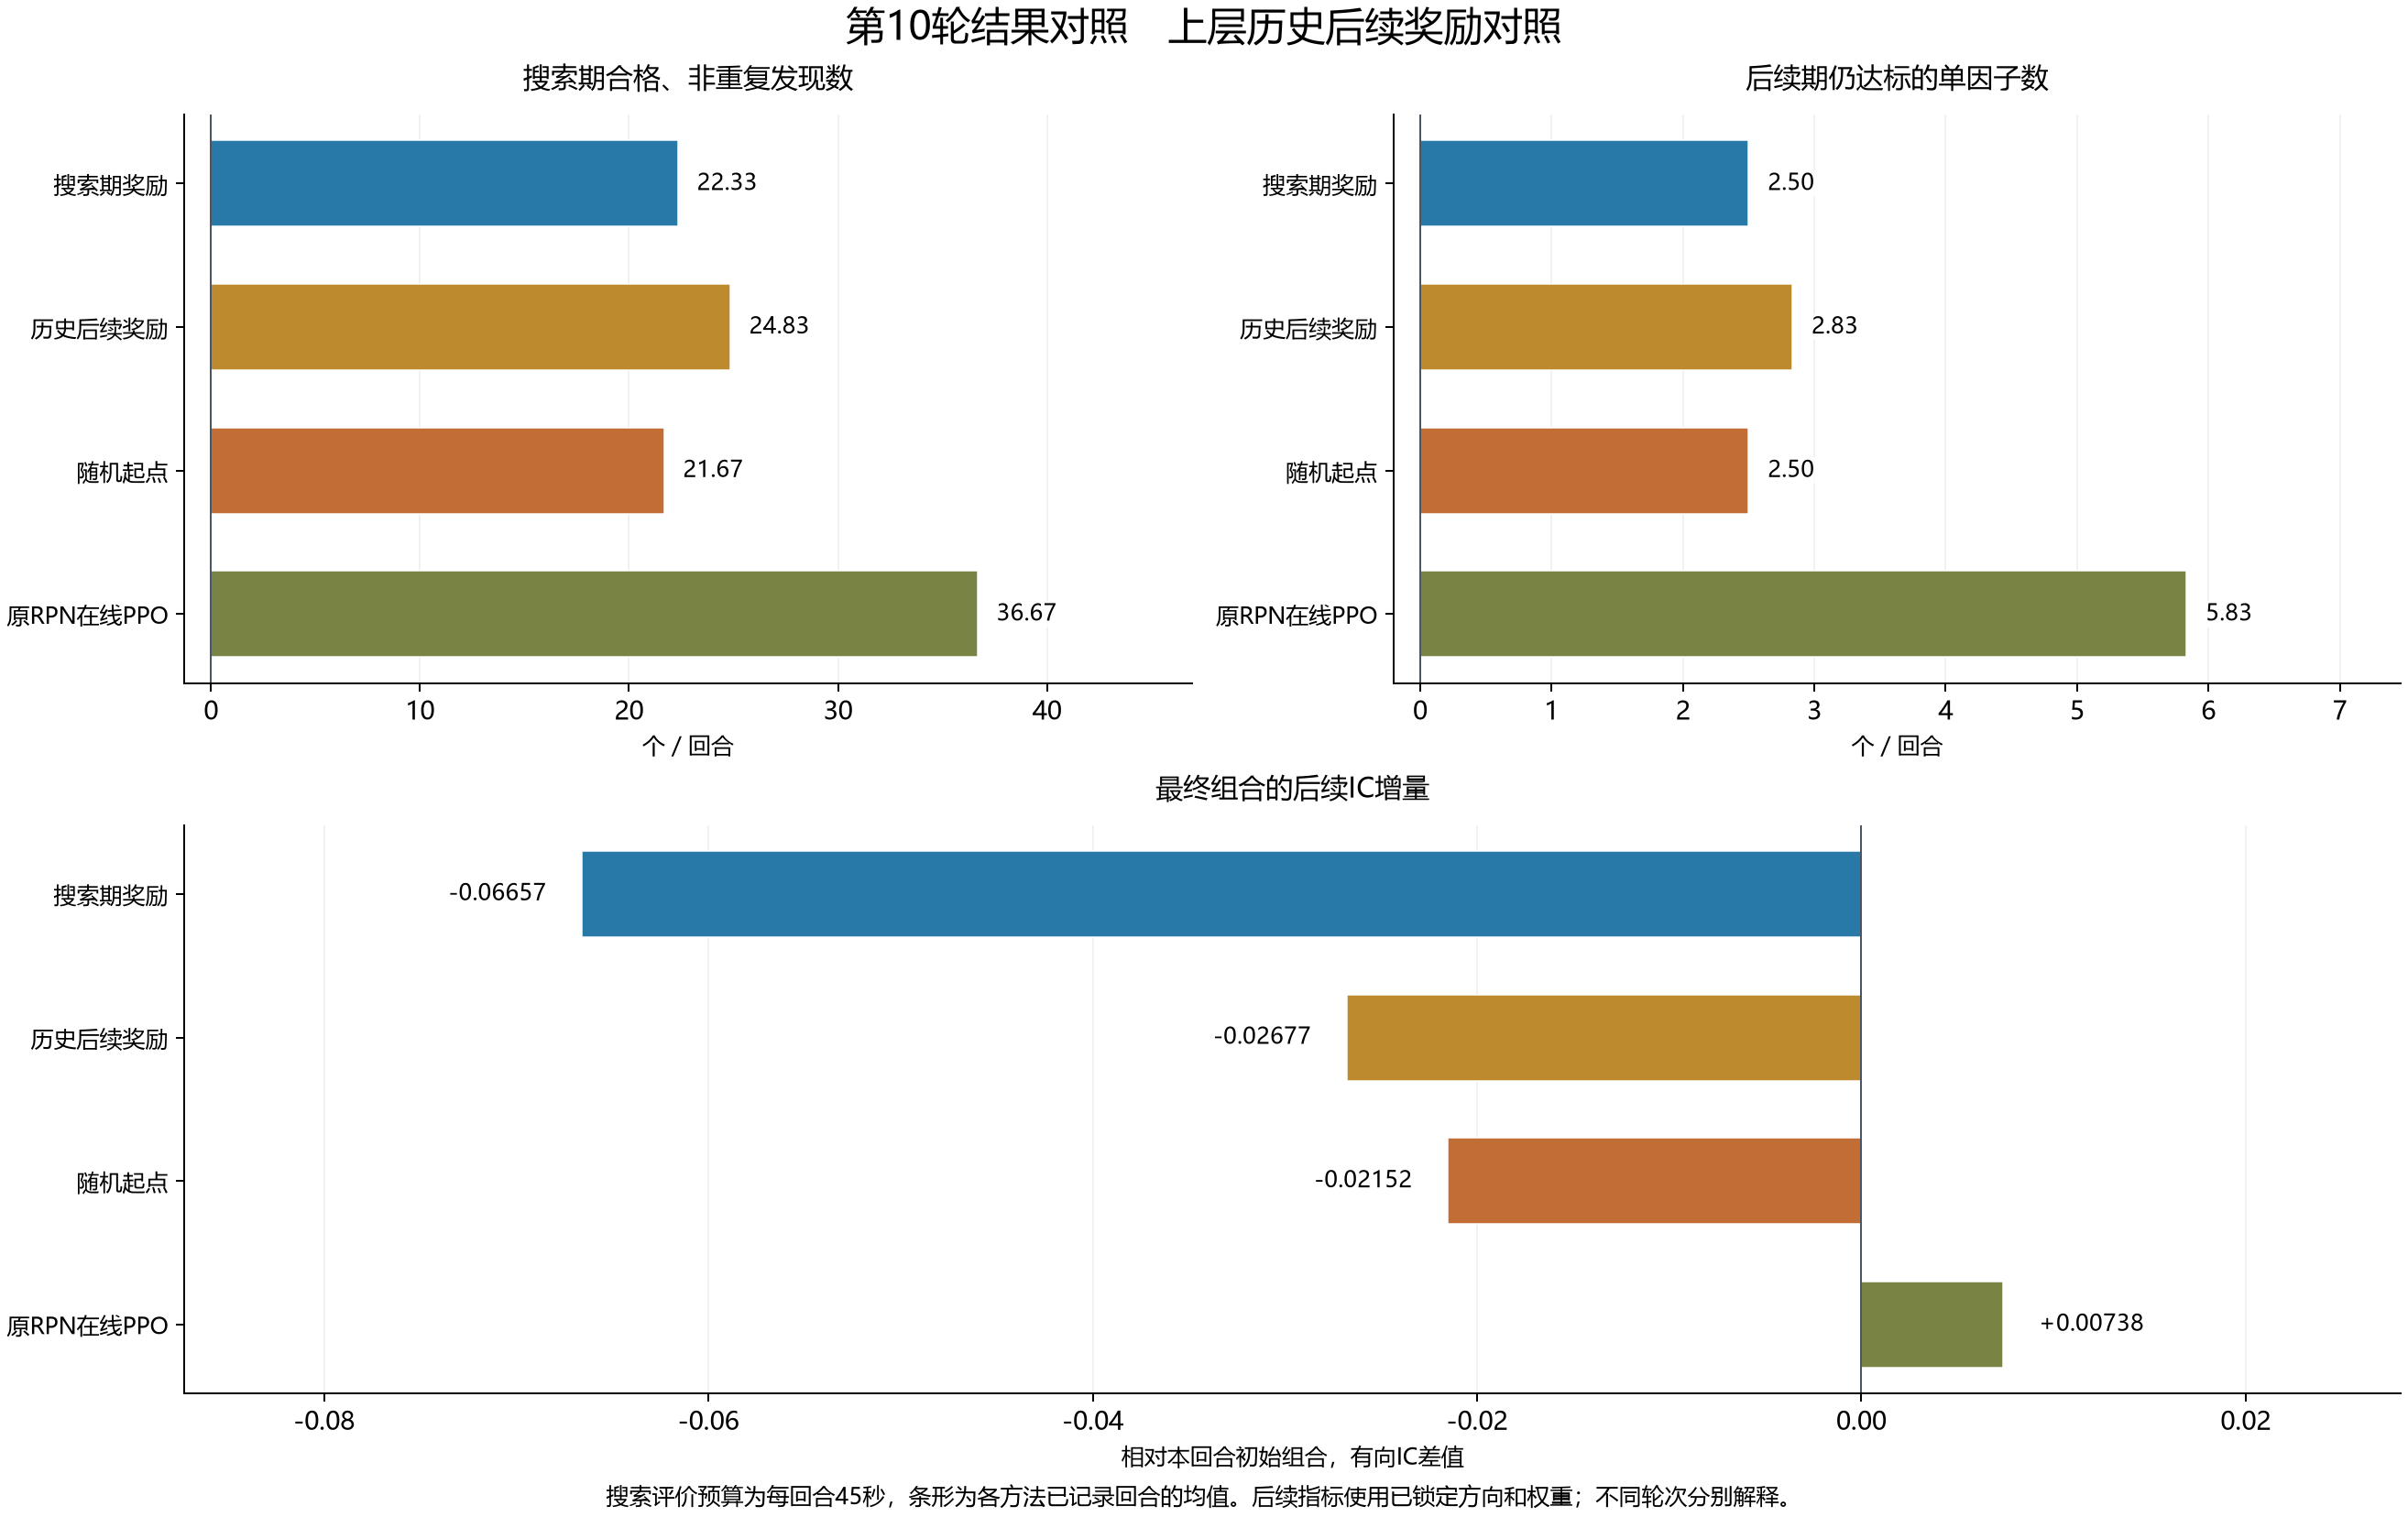 第10轮结果对照　上层历史后续奖励对照
搜索期合格、非重复发现数
搜索期奖励
22.33
历史后续奖励
24.83
随机起点
21.67
原RPN在线PPO
36.67
0 10 20 30 40
个 / 回合
后续期仍达标的单因子数
搜索期奖励
2.50
历史后续奖励
2.83
随机起点
2.50
原RPN在线PPO
5.83
0 1 2 3 4 5 6 7
个 / 回合
最终组合的后续IC增量
搜索期奖励
-0.06657
历史后续奖励
-0.02677
随机起点
-0.02152
原RPN在线PPO
+0.00738
-0.08 -0.06 -0.04 -0.02 0.00 0.02
相对本回合初始组合，有向IC差值
搜索评价预算为每回合45秒，条形为各方法已记录回合的均值。后续指标使用已锁定方向和权重；不同轮次分别解释。